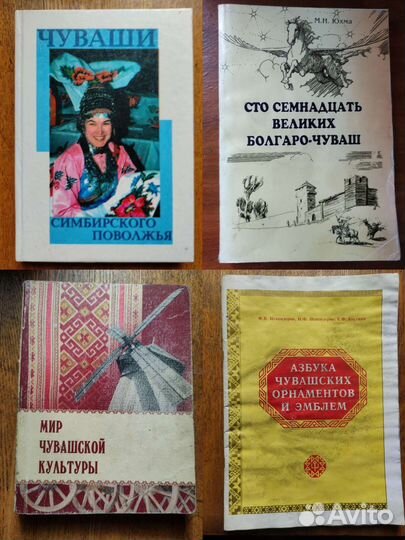 ЧУВАШИ
СИМБИРСКОГО
ПОВОЛЖЬЯ
М.Н. Юхма
СТО СЕМНАДЦАТЬ
ВЕЛИКИХ
БОЛГАРО-ЧУВАШ
МИР
ЧУВАШСКОЙ
КУЛЬТУРЫ
АЗБУКА
ЧУВАШСКИХ
ОРНАМЕНТОВ
И ЭМБЛЕМ
Avito